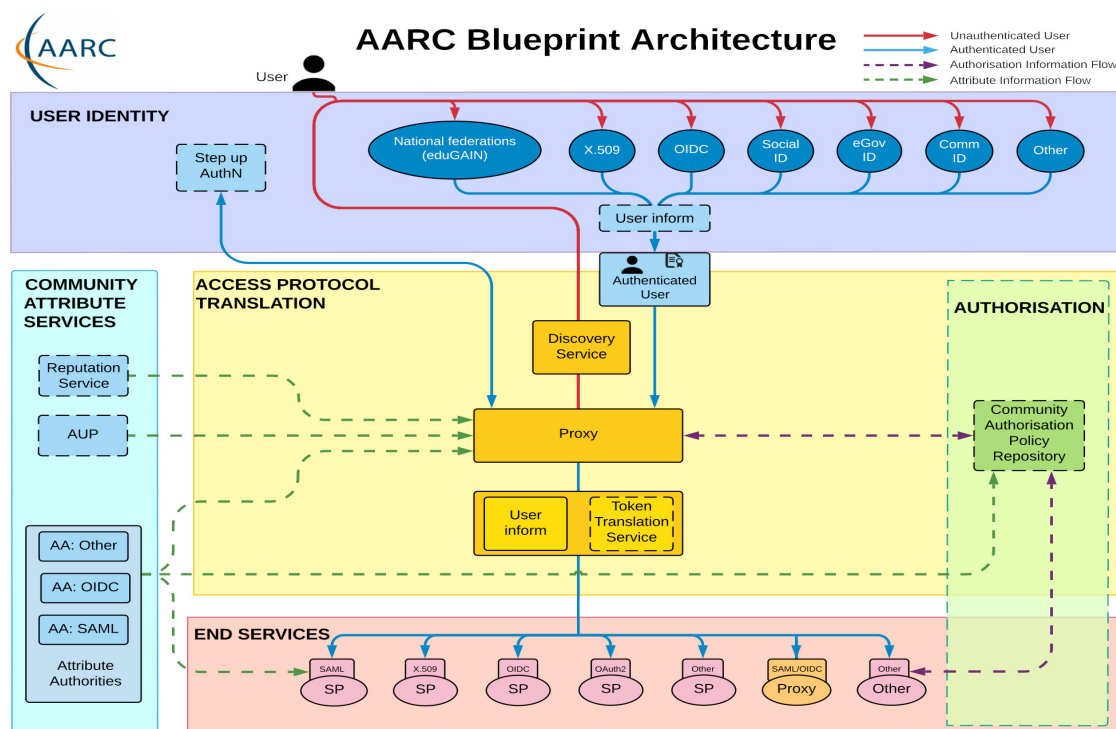 AARC
AARC Blueprint Architecture
Unauthenticated User
Authenticated User
Authorisation Information Flow
Attribute Information Flow
User
USER IDENTITY
Step up
AuthN
National federations
(eduGAIN)
X.509
OIDC
Social
ID
eGov
ID
Comm
ID
Other
User inform
Authenticated
User
COMMUNITY
ATTRIBUTE
SERVICES
Reputation
Service
AUP
AA: Other
AA: OIDC
AA: SAML
Attribute
Authorities
ACCESS PROTOCOL
TRANSLATION
Discovery
Service
Proxy
User
inform
Token
Translation
Service
AUTHORISATION
Community
Authorisation
Policy
Repository
END SERVICES
SAML
SP
X.509
SP
OIDC
SP
OAuth2
SP
Other
SP
SAML/OIDC
Proxy
Other
Other